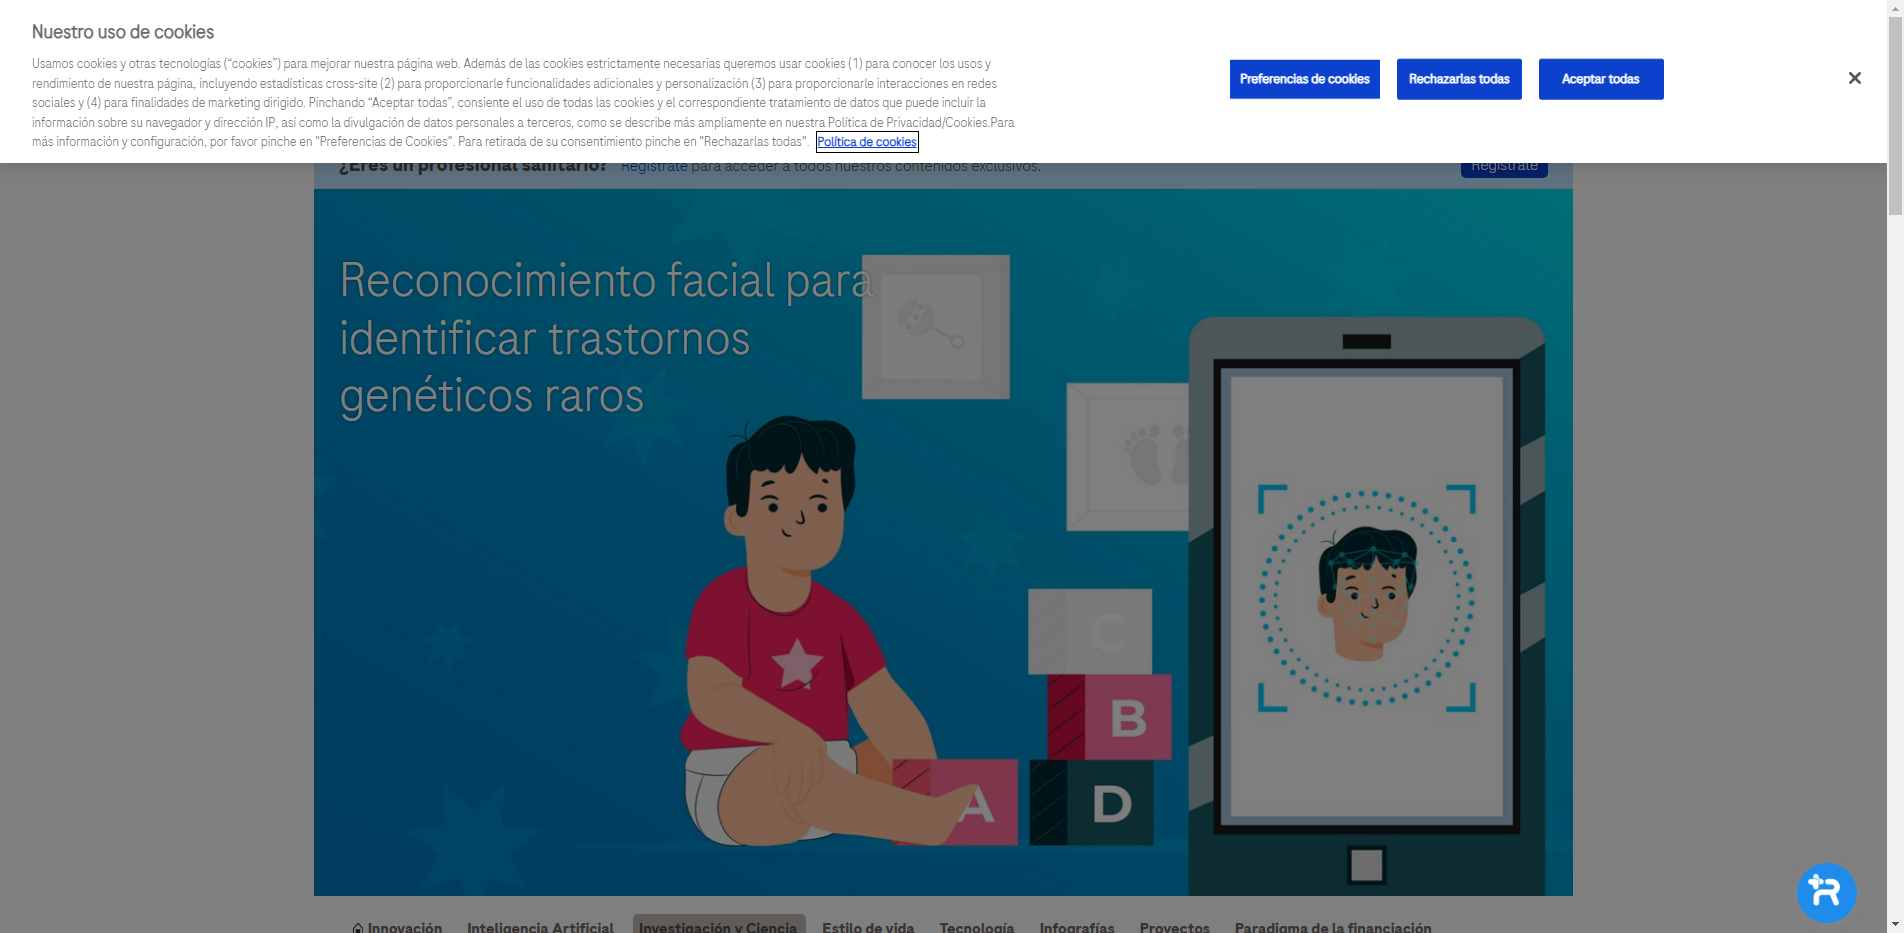 Nuestro uso de cookies
Usamos cookies y otras tecnologías (“cookies”) para mejorar nuestra página web. Además de las cookies estrictamente necesarias queremos usar cookies (1) para conocer los usos y
rendimiento de nuestra página, incluyendo estadísticas cross-site (2) para proporcionarle funcionalidades adicionales y personalización (3) para proporcionarle interacciones en redes
sociales y (4) para finalidades de marketing dirigido. Pinchando “Aceptar todas”, consiente el uso de todas las cookies y el correspondiente tratamiento de datos que puede incluir la
información sobre su navegador y dirección IP, así como la divulgación de datos personales a terceros, como se describe más ampliamente en nuestra Política de Privacidad/Cookies.Para
más información y configuración, por favor pinche en "Preferencias de Cookies". Para retirada de su consentimiento pinche en "Rechazarlas todas". Política de cookies
Preferencias de cookies
Rechazarlas todas
Aceptar todas
¿Eres un profesional sanitario? Regístrate para acceder a todos nuestros contenidos exclusivos.
Regístrate
Reconocimiento facial para
identificar trastornos
genéticos raros
C
B
A D
R
Innovación Inteligencia Artificial Investigación y Ciencia Estilo de vida Tecnología Infografías Proyectos Paradigma de la financiación